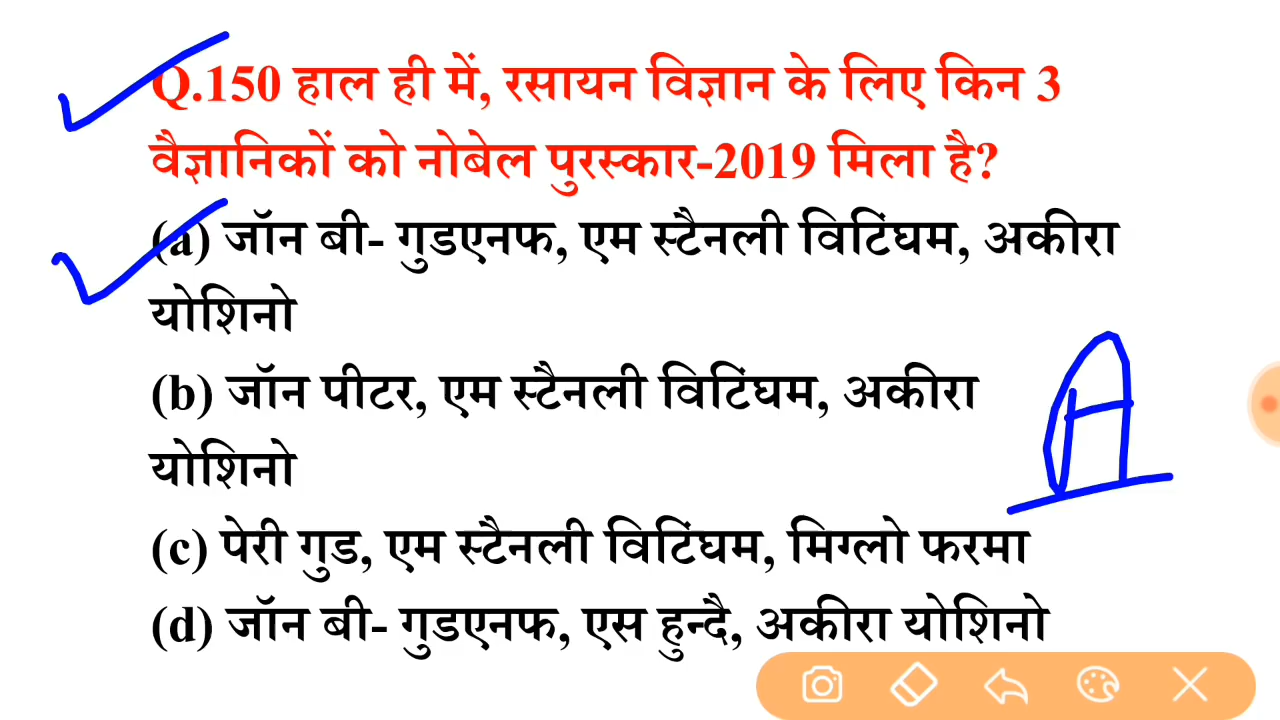 Q.150 हाल ही में, रसायन विज्ञान के लिए किन 3
वैज्ञानिकों को नोबेल पुरस्कार-2019 मिला है?
(a) जॉन बी- गुडएनफ, एम स्टैनली विटिंघम, अकीरा
योशिनो
(b) जॉन पीटर, एम स्टैनली विटिंघम, अकीरा
योशिनो
A
(c) पेरी गुड, एम स्टैनली विटिंघम, मिग्लो फरमा
(d) जॉन बी- गुडएनफ, एस हुन्दै, अकीरा योशिनो